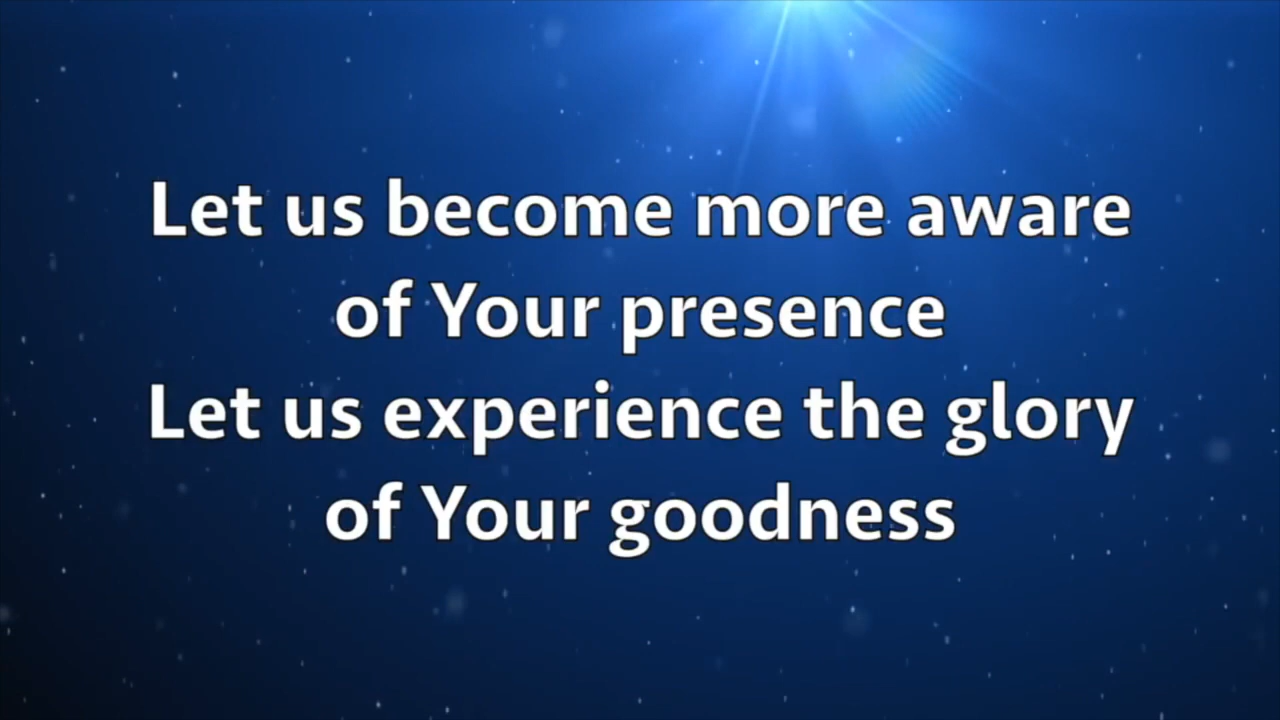 Let us become more aware
of Your presence
Let us experience the glory
of Your goodness